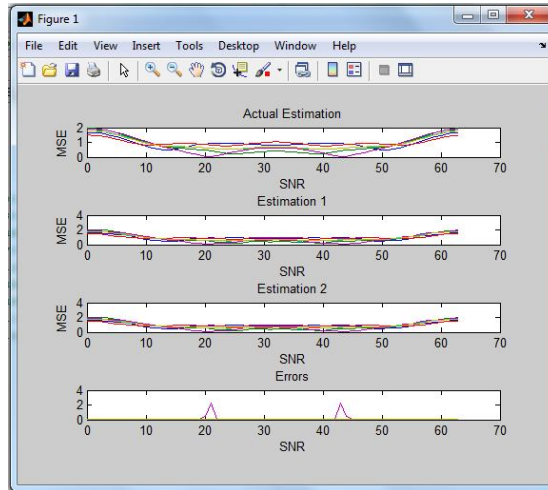 Figure 1
File Edit View Insert Tools Desktop Window Help
Actual Estimation
2
1
0
MSE
0 10 20 30 40 50 60 70
SNR
Estimation 1
4
2
0
MSE
0 10 20 30 40 50 60 70
SNR
Estimation 2
4
2
0
MSE
0 10 20 30 40 50 60 70
SNR
Errors
4
2
0
0 10 20 30 40 50 60 70
SNR